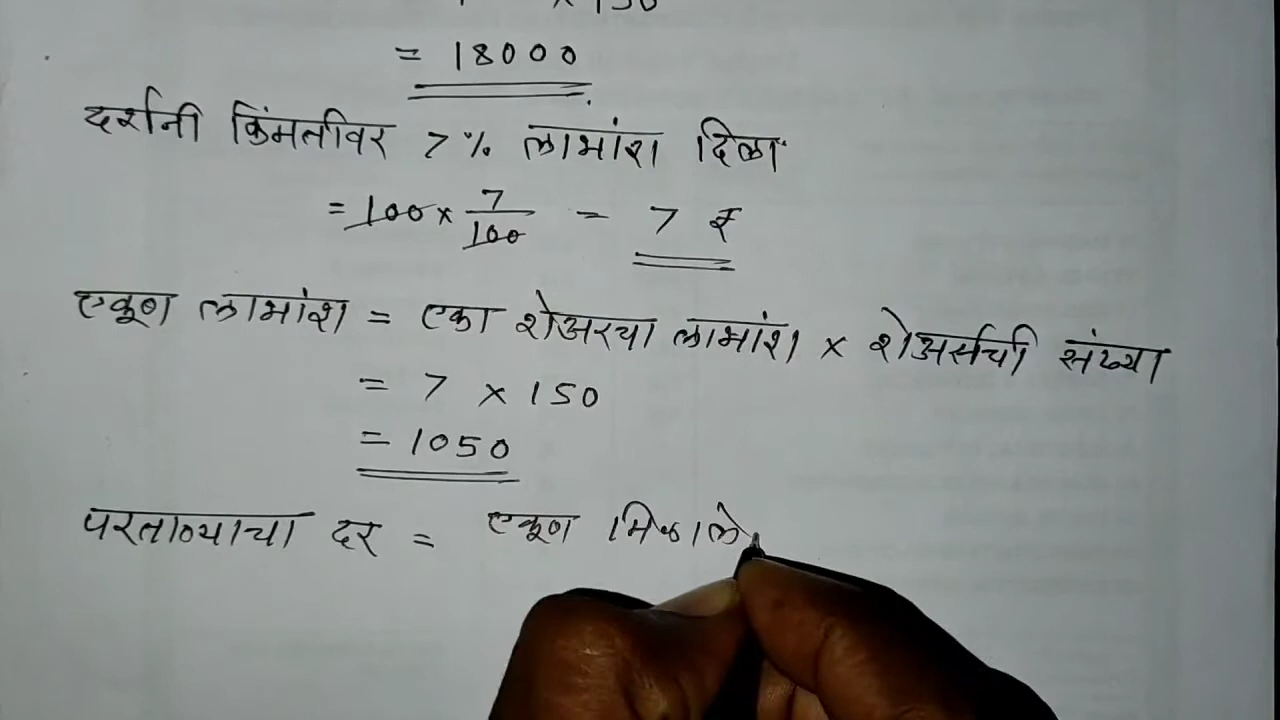 × 150
= 18000
दर्शनी किंमतीवर 7% लाभांश दिला
= 100 × 7/100 = 7 ₹
एकूण लाभांश = एका शेअरचा लाभांश × शेअर्सची संख्या
= 7 × 150
= 1050
परताव्याचा दर = एकूण मिळाले